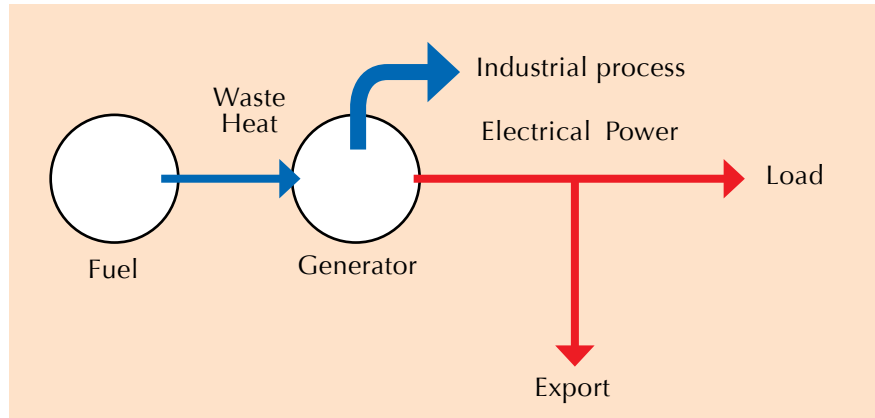 Industrial process
Waste
Heat
Electrical Power
Load
Fuel
Generator
Export